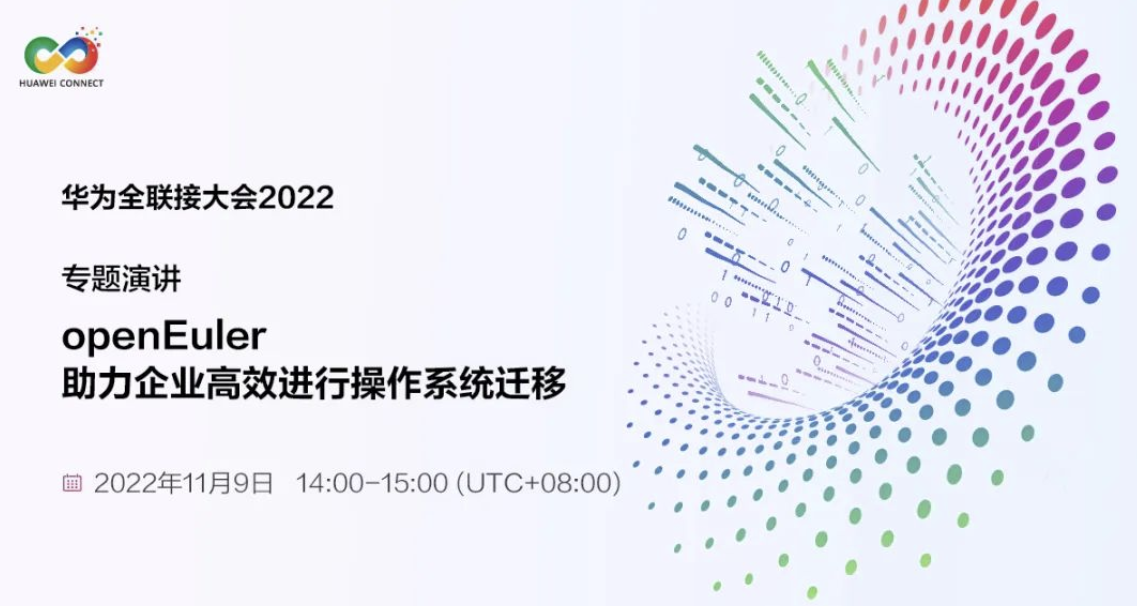 HUAWEI CONNECT
华为全联接大会2022
专题演讲
openEuler
助力企业高效进行操作系统迁移
2022年11月9日 14:00-15:00 (UTC+08:00)